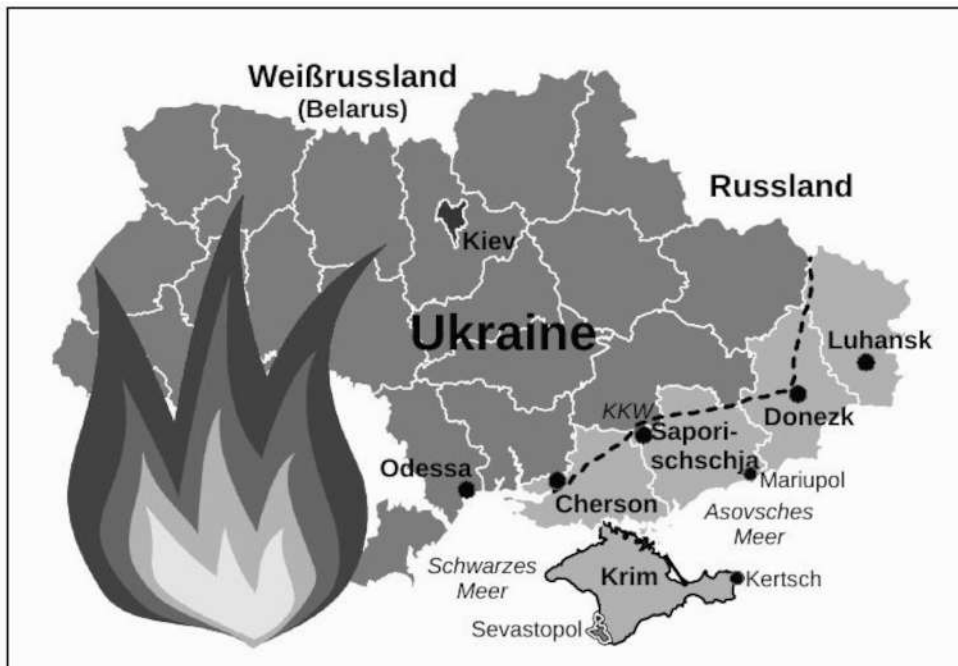 Weißrussland
(Belarus)
Russland
Kiev
Ukraine
Luhansk
KKW
Donezk
Sapori-
schschja
Odessa
Mariupol
Cherson
Asovsches
Meer
Schwarzes
Meer
Krim
Kertsch
Sevastopol